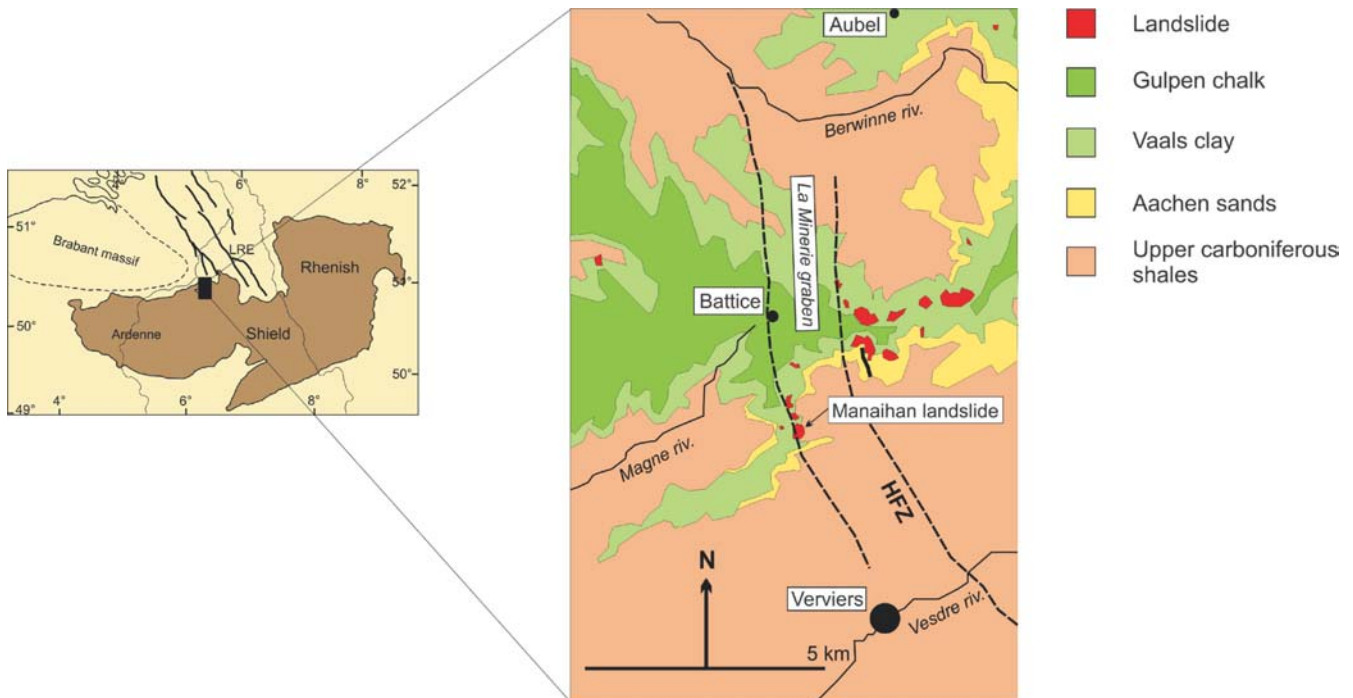 4°
6°
8°
52°
51°
Brabant massif
LRE
Rhenish
50°
Ardenne
Shield
50°
49°
4°
6°
8°
Aubel
Berwinne riv.
La Minerie graben
Battice
Manaihan landslide
Magne riv.
HFZ
N
Verviers
Vesdre riv.
5 km
Landslide
Gulpen chalk
Vaals clay
Aachen sands
Upper carboniferous
shales